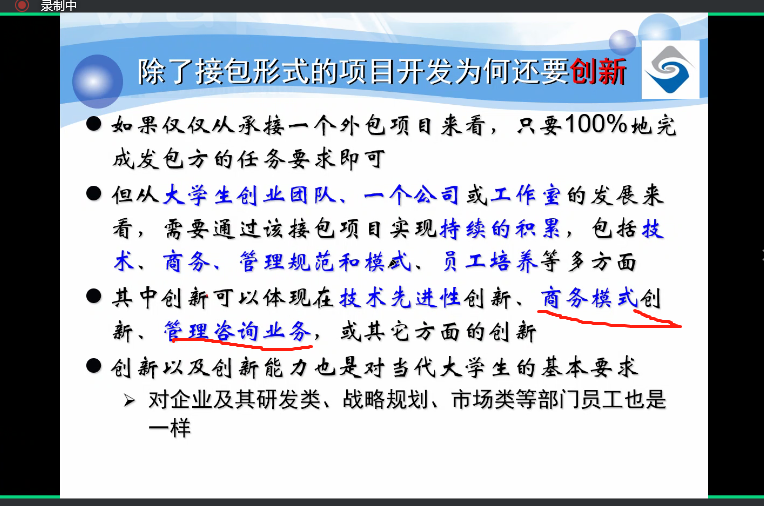 录制中
除了接包形式的项目开发为何还要创新
如果仅仅从承接一个外包项目来看，只要100%地完
成发包方的任务要求即可
但从大学生创业团队、一个公司或工作室的发展来
看，需要通过该接包项目实现持续的积累，包括技
术、商务、管理规范和模式、员工培养等多方面
其中创新可以体现在技术先进性创新、商务模式创
新、管理咨询业务，或其它方面的创新
创新以及创新能力也是对当代大学生的基本要求
对企业及其研发类、战略规划、市场类等部门员工也是
一样